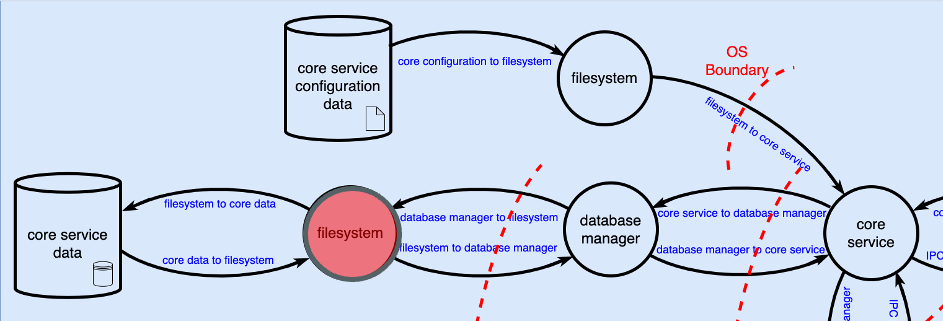 core service
configuration
data
core configuration to filesystem
filesystem
OS
Boundary
filesystem to core service
core service
data
filesystem to core data
core data to filesystem
filesystem
database manager to filesystem
filesystem to database manager
database
manager
core service to database manager
database manager to core service
core
service
co
IPC
anager
IPC